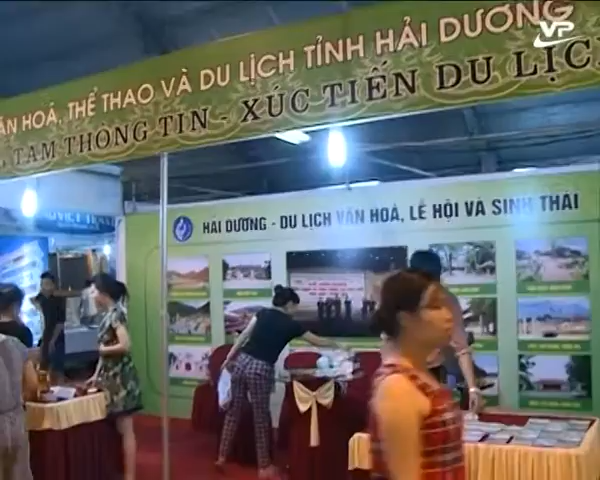 VP
VĂN HOÁ, THỂ THAO VÀ DU LỊCH TỈNH HẢI DƯƠNG
TÂM THÔNG TIN - XÚC TIẾN DU LỊCH
HẢI DƯƠNG - DU LỊCH VĂN HOÁ, LỄ HỘI VÀ SINH THÁI